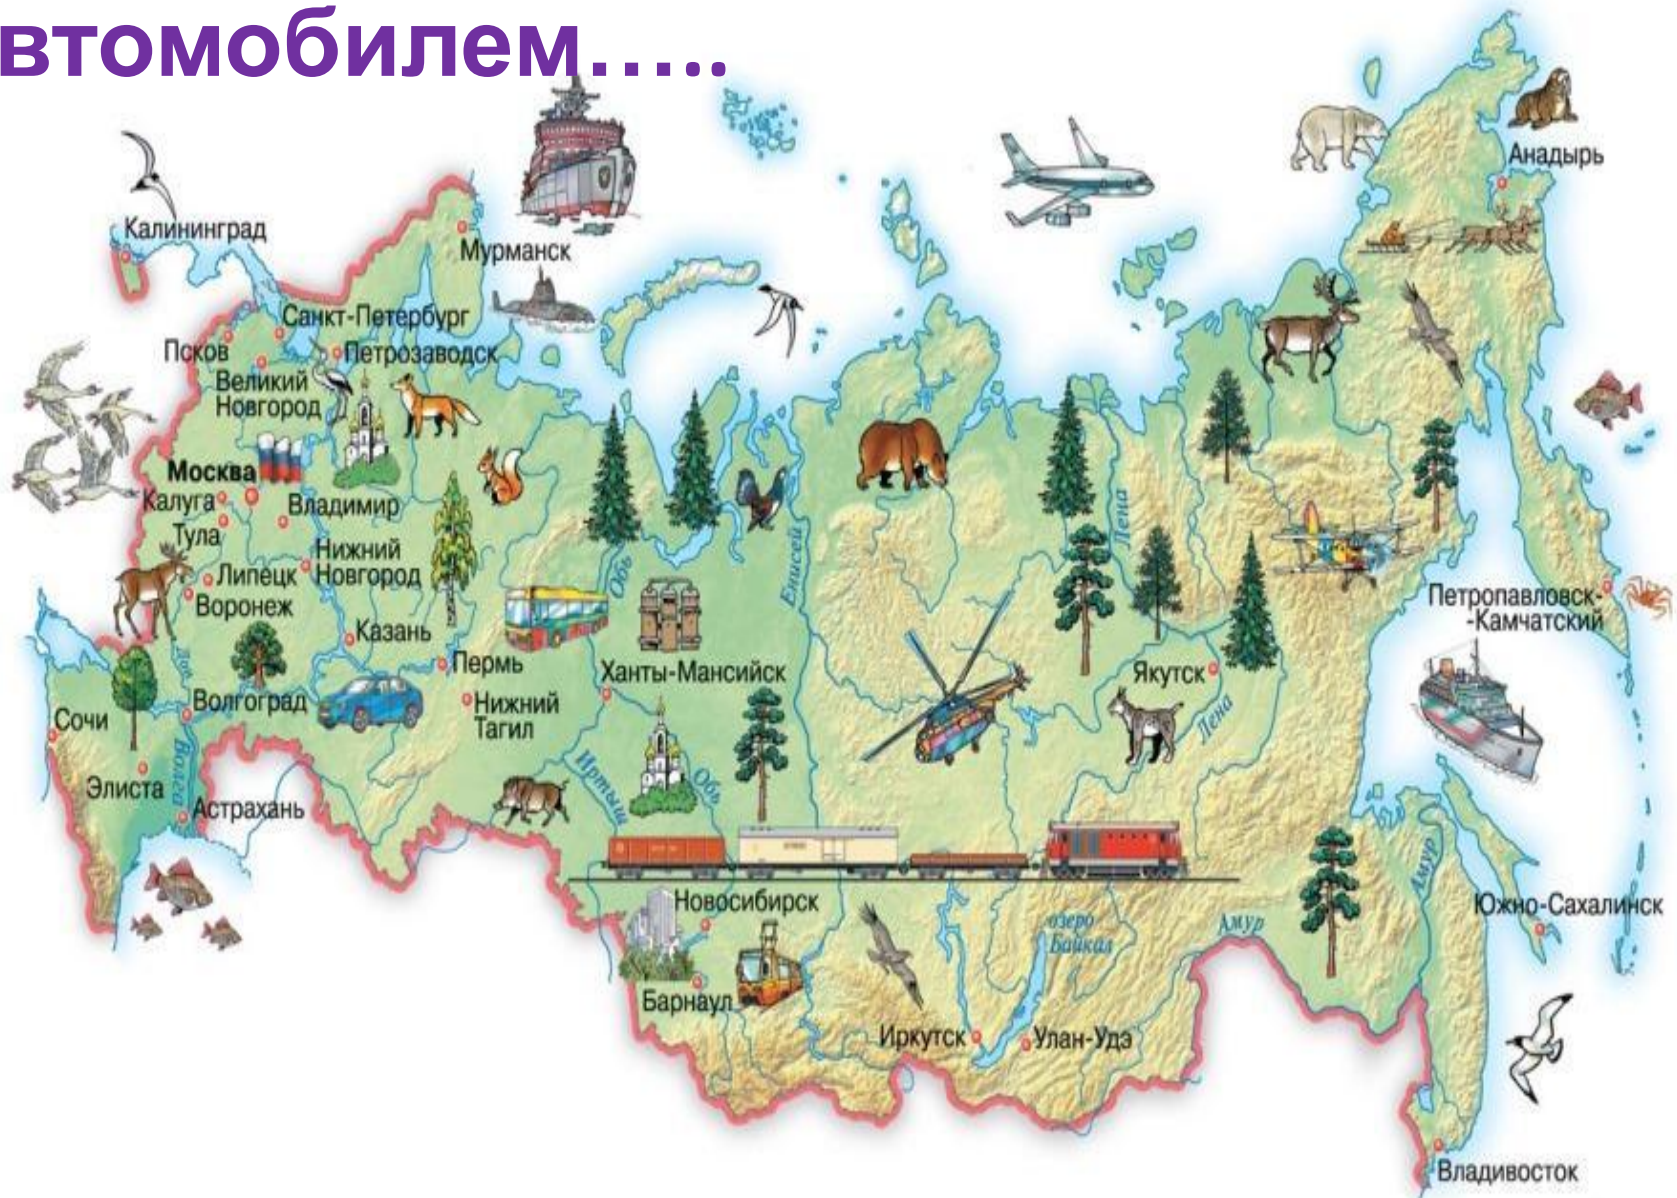 втомобилем…..
Анадырь
Калининград
Мурманск
Санкт-Петербург
Псков
Петрозаводск
Великий
Новгород
Москва
Калуга
Владимир
Тула
Нижний
Новгород
Липецк
Воронеж
Казань
Пермь
Дон
Волгоград
Нижний
Тагил
Ханты-Мансийск
Обь
Енисей
Лена
Якутск
Лена
Петропавловск-
-Камчатский
Сочи
Элиста
Волга
Астрахань
Иртыш
Обь
Новосибирск
Барнаул
Иркутск
озеро
Байкал
Улан-Удэ
Амур
Амур
Южно-Сахалинск
Владивосток